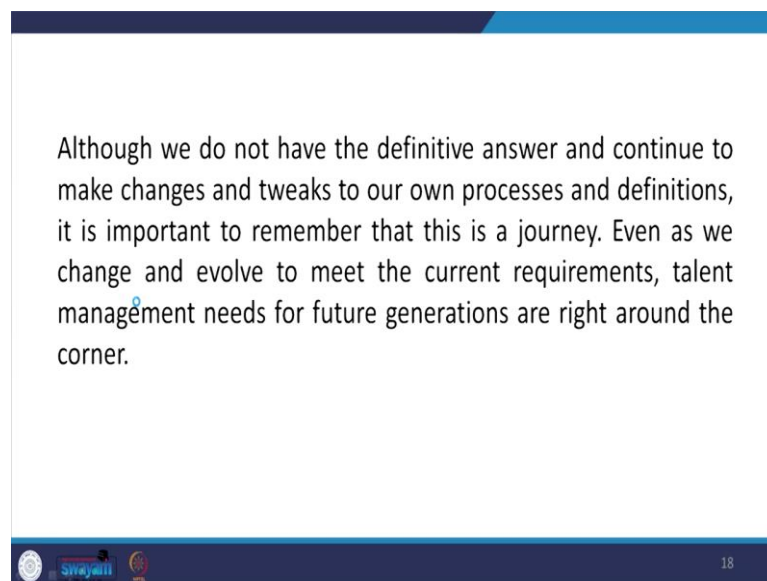 Although we do not have the definitive answer and continue to
make changes and tweaks to our own processes and definitions,
it is important to remember that this is a journey. Even as we
change and evolve to meet the current requirements, talent
management needs for future generations are right around the
corner.
swayam
18